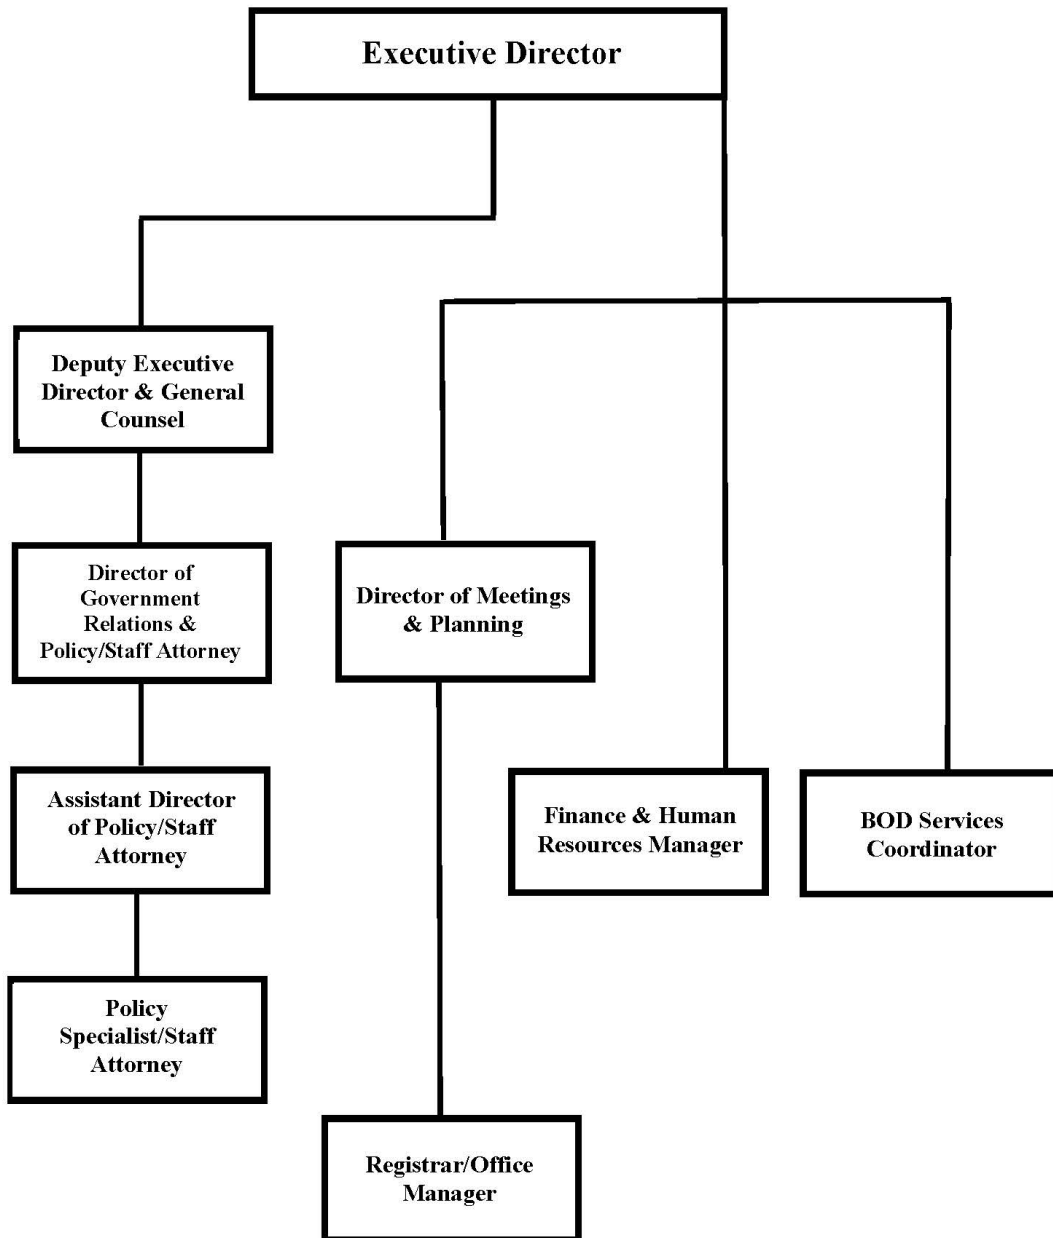 Executive Director
Deputy Executive
Director & General
Counsel
Director of
Government
Relations &
Policy/Staff Attorney
Director of Meetings
& Planning
Assistant Director
of Policy/Staff
Attorney
Finance & Human
Resources Manager
BOD Services
Coordinator
Policy
Specialist/Staff
Attorney
Registrar/Office
Manager